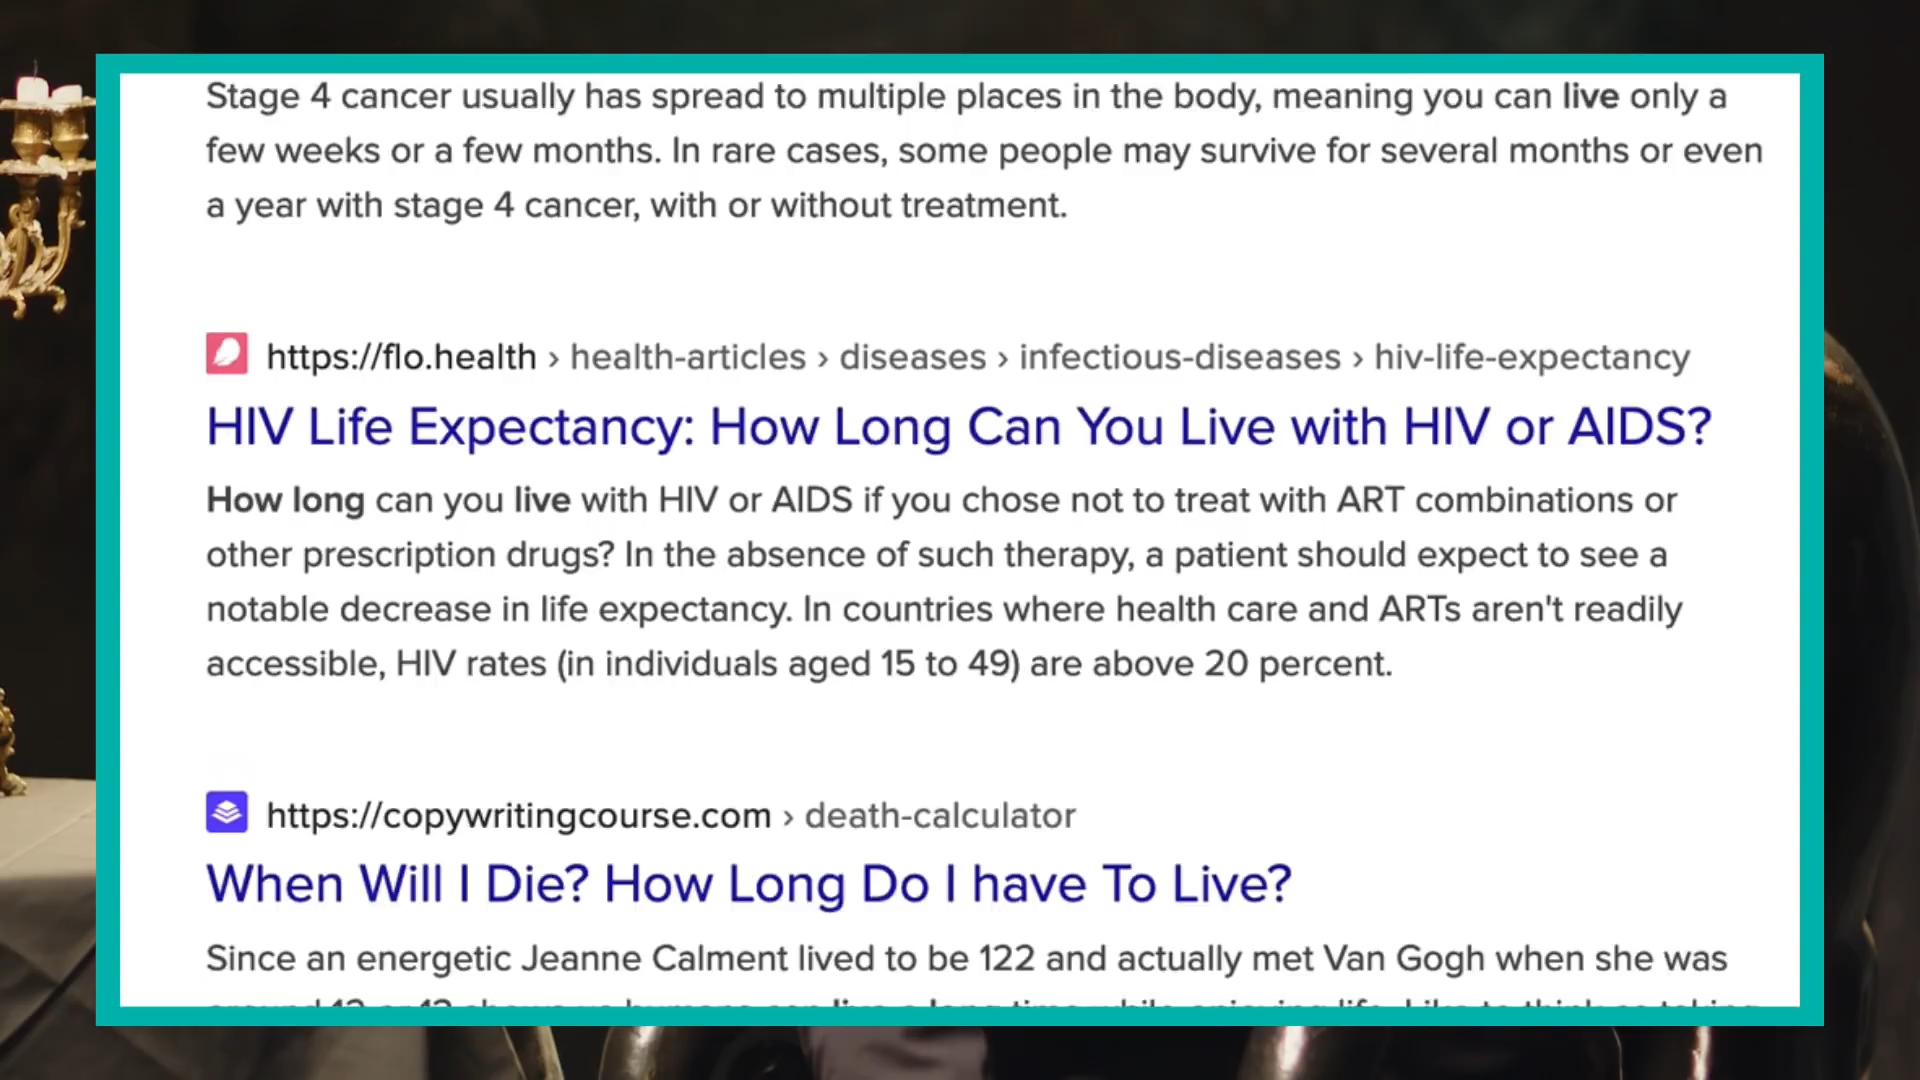 Stage 4 cancer usually has spread to multiple places in the body, meaning you can live only a
few weeks or a few months. In rare cases, some people may survive for several months or even
a year with stage 4 cancer, with or without treatment.
https://flo.health › health-articles › diseases › infectious-diseases › hiv-life-expectancy
HIV Life Expectancy: How Long Can You Live with HIV or AIDS?
How long can you live with HIV or AIDS if you chose not to treat with ART combinations or
other prescription drugs? In the absence of such therapy, a patient should expect to see a
notable decrease in life expectancy. In countries where health care and ARTs aren't readily
accessible, HIV rates (in individuals aged 15 to 49) are above 20 percent.
https://copywritingcourse.com › death-calculator
When Will I Die? How Long Do I have To Live?
Since an energetic Jeanne Calment lived to be 122 and actually met Van Gogh when she was